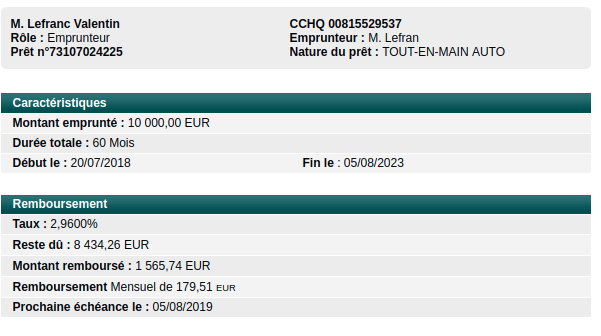 M. Lefranc Valentin
CCHQ 00815529537
Rôle : Emprunteur
Emprunteur : M. Lefran
Prêt n°73107024225
Nature du prêt : TOUT-EN-MAIN AUTO
Caractéristiques
Montant emprunté : 10 000,00 EUR
Durée totale : 60 Mois
Début le : 20/07/2018
Fin le : 05/08/2023
Remboursement
Taux : 2,9600%
Reste dû : 8 434,26 EUR
Montant remboursé : 1 565,74 EUR
Remboursement Mensuel de 179,51 EUR
Prochaine échéance le : 05/08/2019